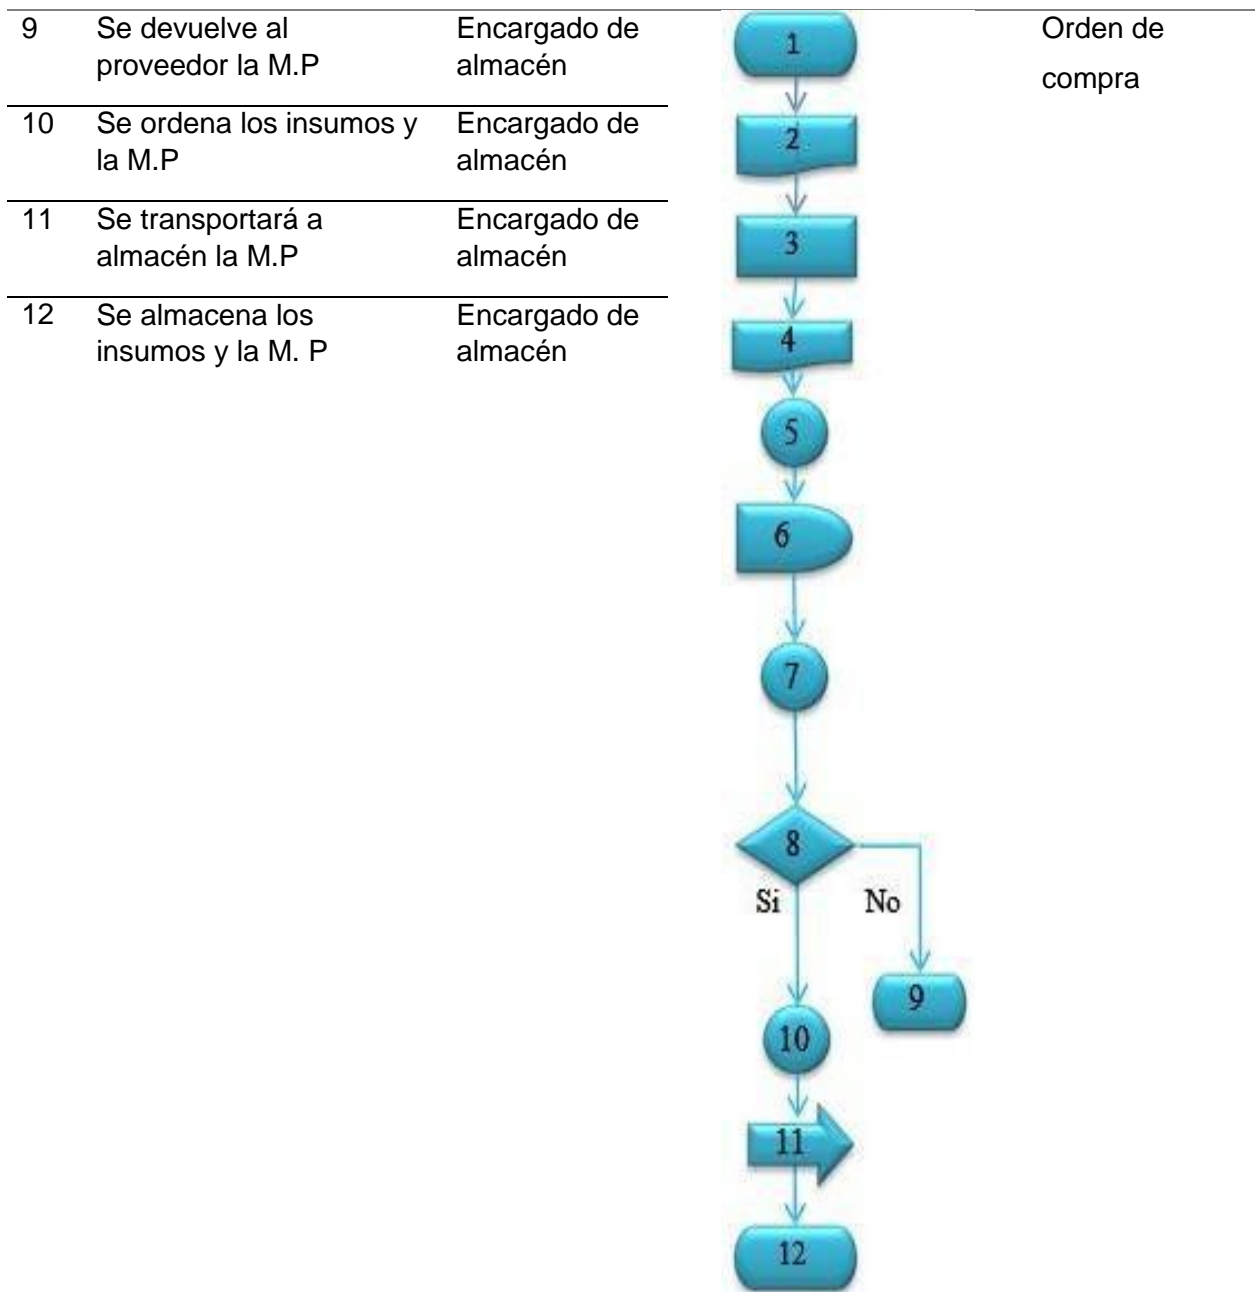 9 Se devuelve al Encargado de Orden de
proveedor la M.P almacén compra
10 Se ordena los insumos y Encargado de
la M.P almacén
11 Se transportará a Encargado de
almacén la M.P almacén
12 Se almacena los Encargado de
insumos y la M. P almacén
1
2
3
4
5
6
7
8
Si No
9
10
11
12